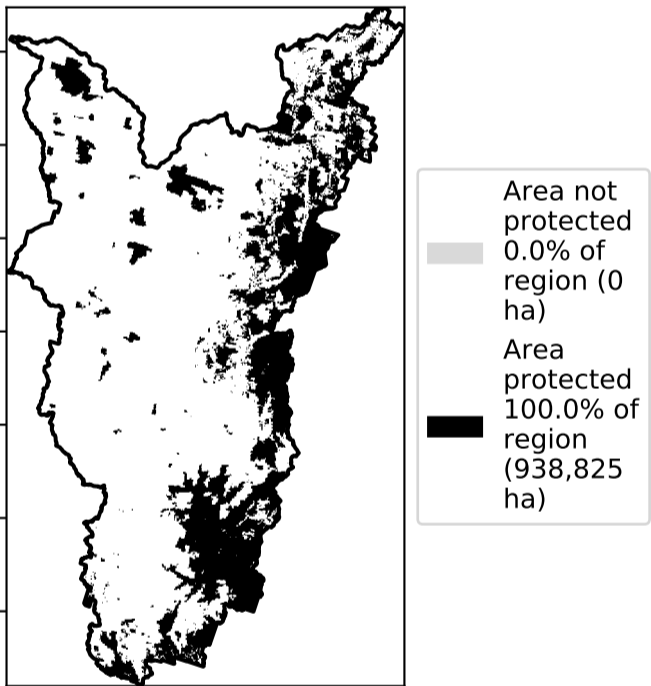 Area not
protected
0.0% of
region (0
ha)
Area
protected
100.0% of
region
(938,825
ha)